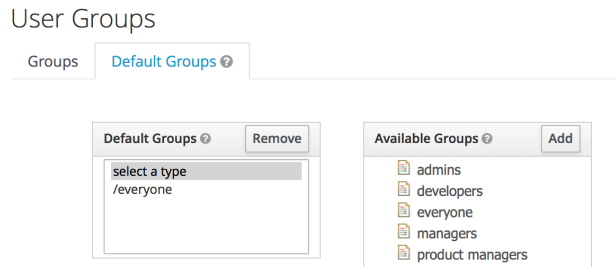 User Groups
Groups
Default Groups
Default Groups
Remove
select a type
/everyone
Available Groups
Add
admins
developers
everyone
managers
product managers